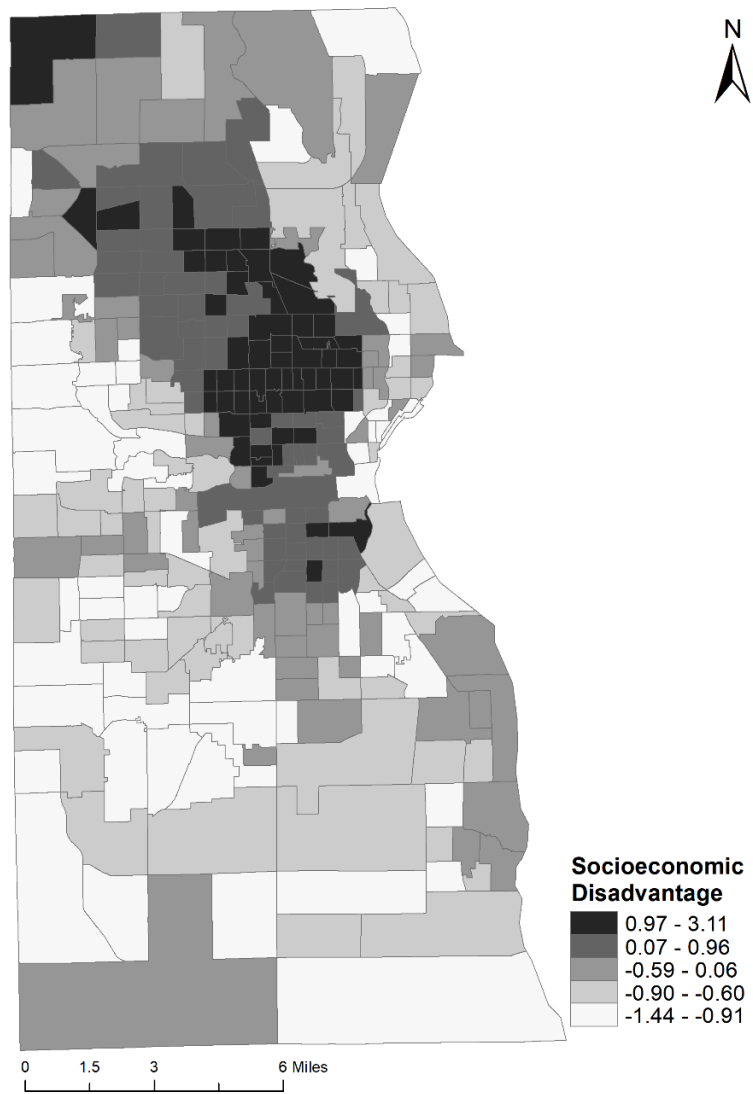 N
Socioeconomic
Disadvantage
0.97 - 3.11
0.07 - 0.96
-0.59 - 0.06
-0.90 - -0.60
-1.44 - -0.91
0 1.5 3 6 Miles